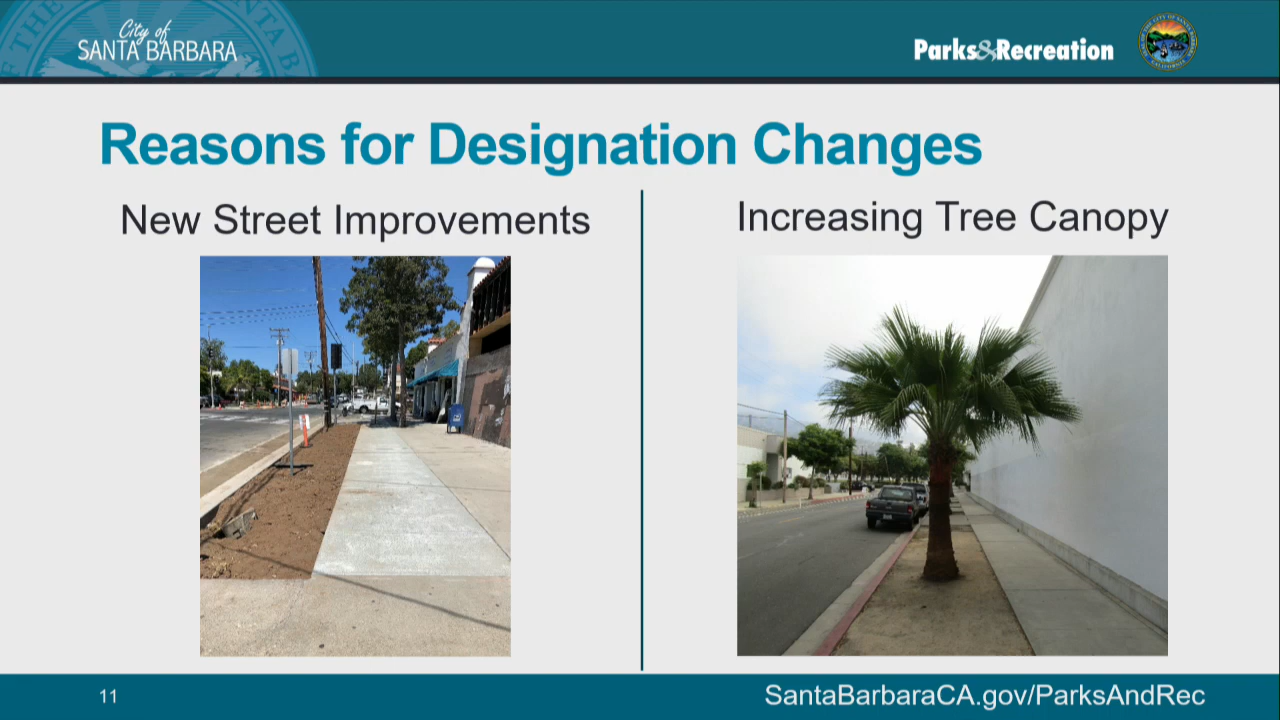 City of
SANTA BARBARA
Parks&Recreation
Reasons for Designation Changes
New Street Improvements
Increasing Tree Canopy
11
SantaBarbaraCA.gov/ParksAndRec